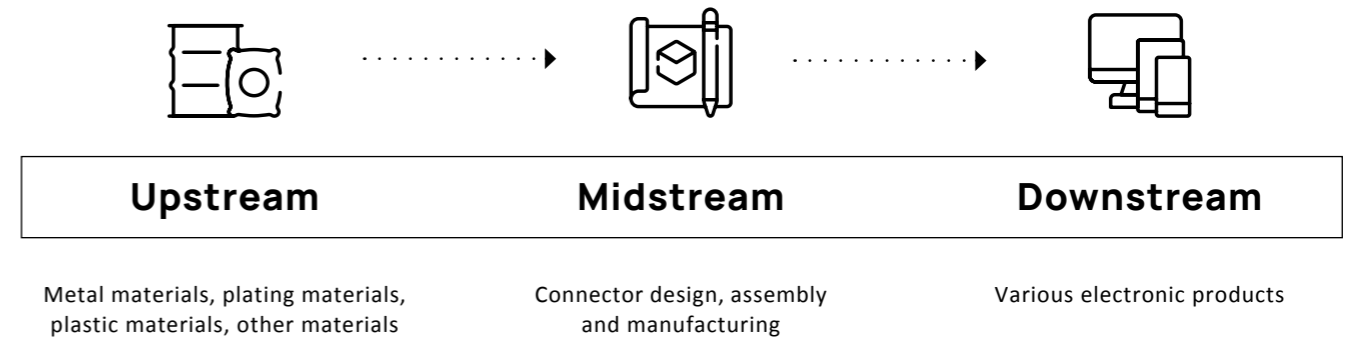 Upstream
Midstream
Downstream
Metal materials, plating materials,
plastic materials, other materials
Connector design, assembly
and manufacturing
Various electronic products